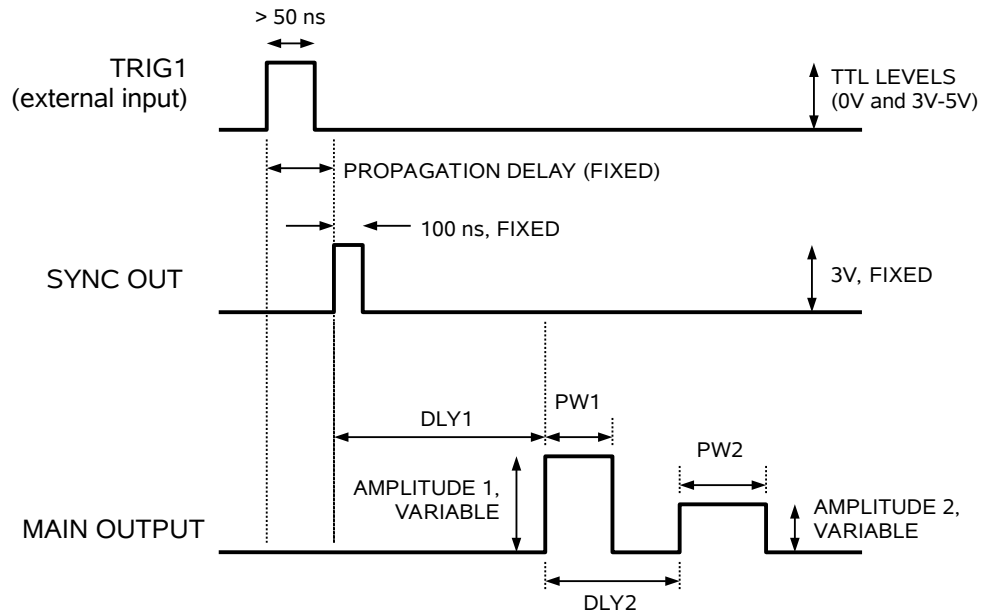 > 50 ns
TRIG1
(external input)
TTL LEVELS
(0V and 3V-5V)
PROPAGATION DELAY (FIXED)
100 ns, FIXED
SYNC OUT
3V, FIXED
DLY1
PW1
PW2
AMPLITUDE 1,
VARIABLE
AMPLITUDE 2,
VARIABLE
MAIN OUTPUT
DLY2